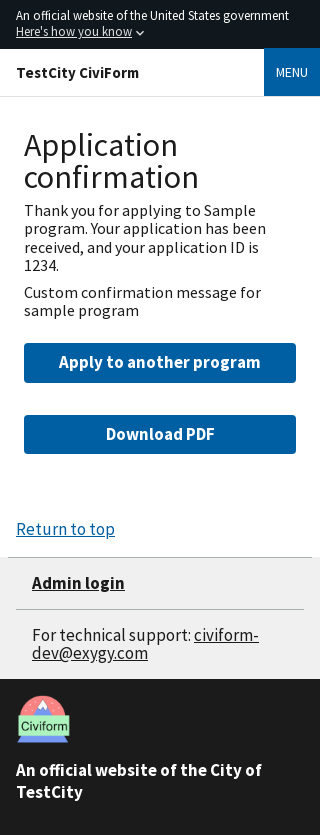 An official website of the United States government
Here's how you know
TestCity CiviForm
MENU
Application
confirmation
Thank you for applying to Sample
program. Your application has been
received, and your application ID is
1234.
Custom confirmation message for
sample program
Apply to another program
Download PDF
Return to top
Admin login
For technical support: civiform-
dev@exygy.com
Civiform
An official website of the City of
TestCity